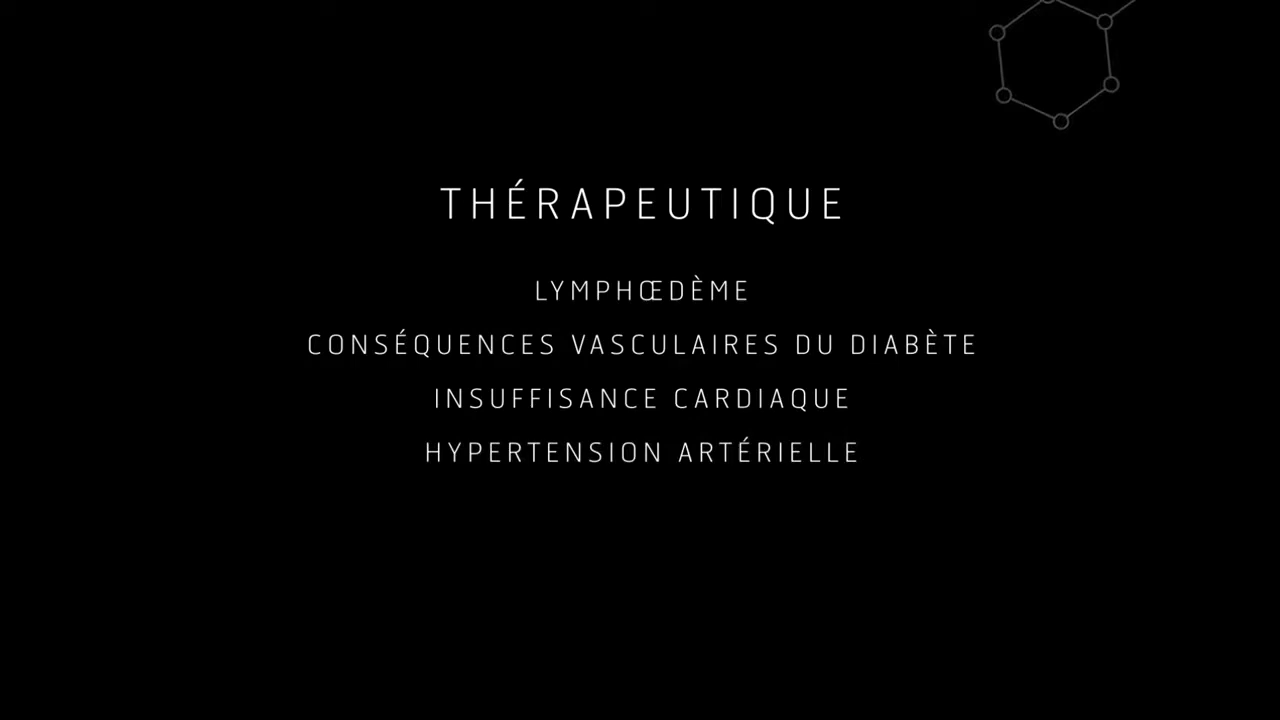 THÉRAPEUTIQUE
LYMPHŒDÈME
CONSÉQUENCES VASCULAIRES DU DIABÈTE
INSUFFISANCE CARDIAQUE
HYPERTENSION ARTÉRIELLE